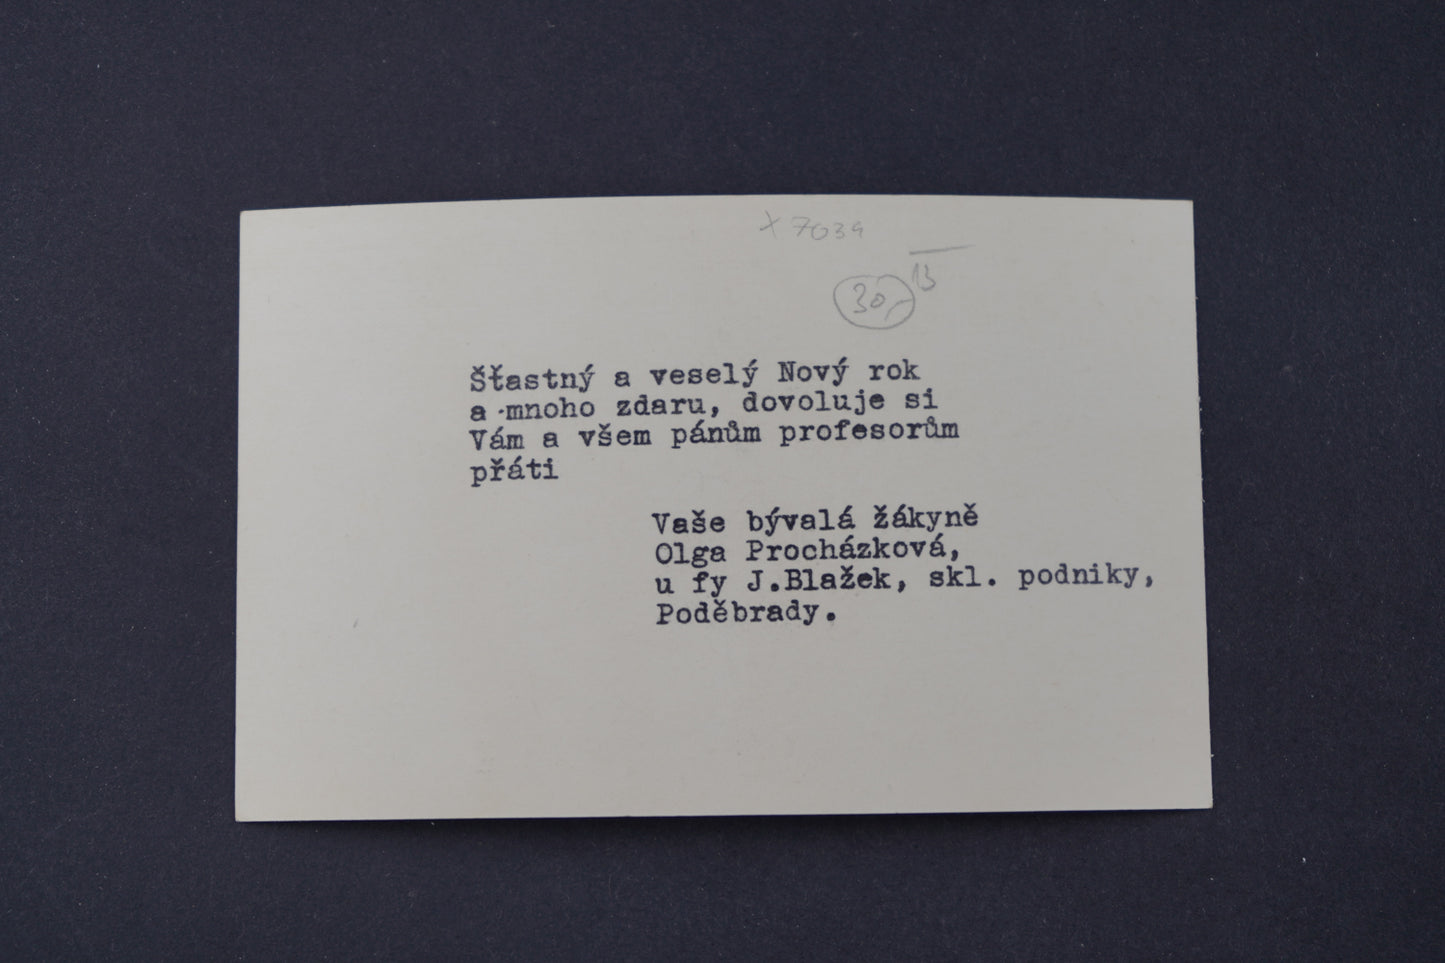 x 7039
13
30,-
Šťastný a veselý Nový rok
a mnoho zdaru, dovoluje si
Vám a všem pánům profesorům
přáti
Vaše bývalá žákyně
Olga Procházková,
u fy J.Blažek, skl. podniky,
Poděbrady.